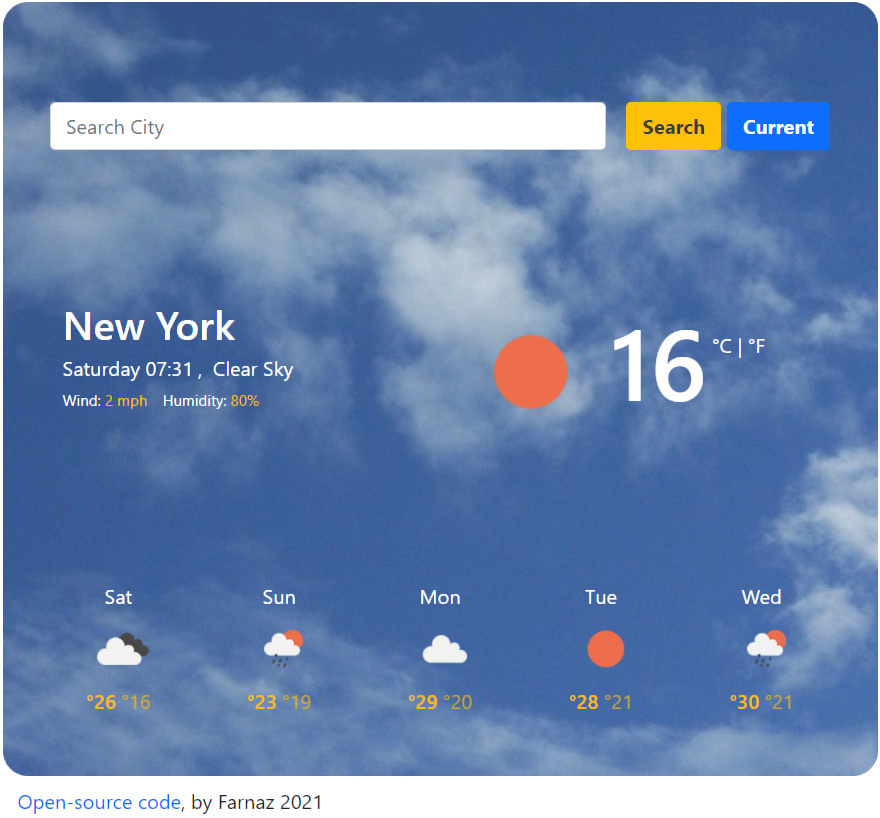 Search City Search Current
New York
Saturday 07:31 , Clear Sky
Wind: 2 mph Humidity: 80%
16 °C | °F
Sat Sun Mon Tue Wed
°26 °16 °23 °19 °29 °20 °28 °21 °30 °21
Open-source code, by Farnaz 2021